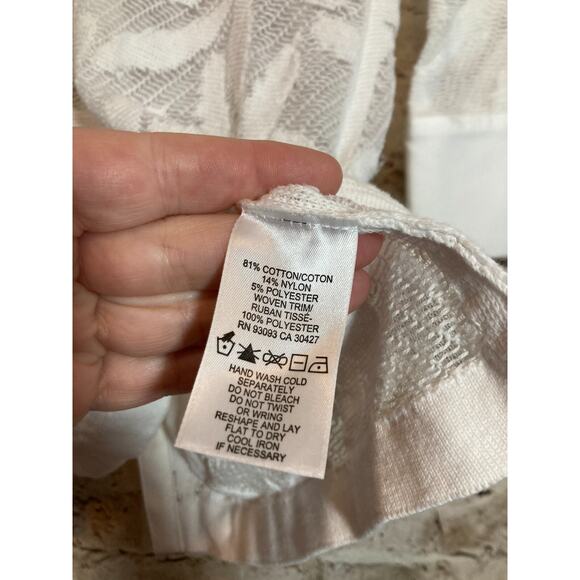 81% COTTON/COTON
14% NYLON
5% POLYESTER
WOVEN TRIM/
RUBAN TISSÉ-
100% POLYESTER
RN 93093 CA 30427
HAND WASH COLD
SEPARATELY
DO NOT BLEACH
DO NOT TWIST
OR WRING
RESHAPE AND LAY
FLAT TO DRY
COOL IRON
IF NECESSARY